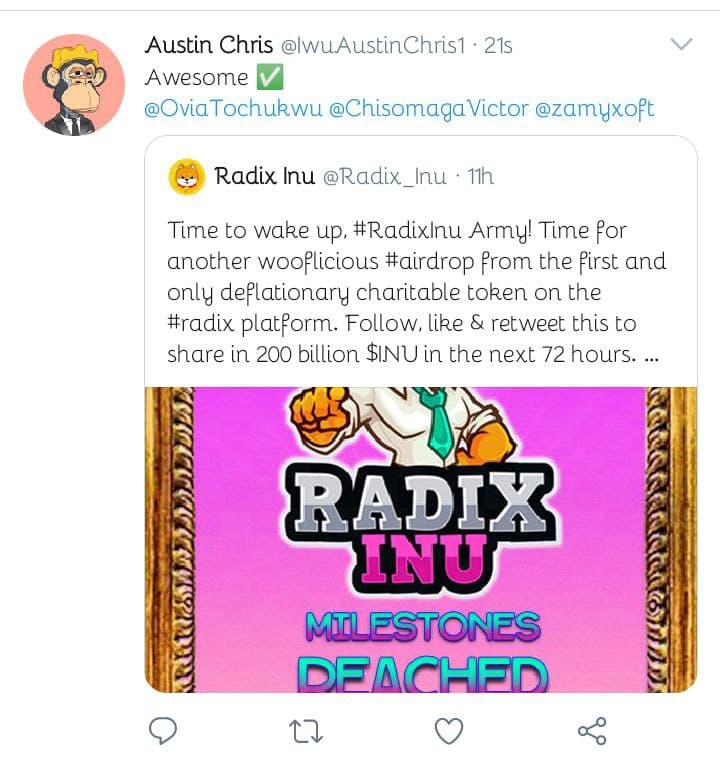 Austin Chris @IwuAustinChris1 · 21s
Awesome ✅
@OviaTochukwu @ChisomagaVictor @zamyxoft
Radix Inu @Radix_Inu · 11h
Time to wake up, #RadixInu Army! Time for
another wooflicious #airdrop from the first and
only deflationary charitable token on the
#radix platform. Follow, like & retweet this to
share in 200 billion $INU in the next 72 hours. ...
RADIX
INU
MILESTONES
REACHED